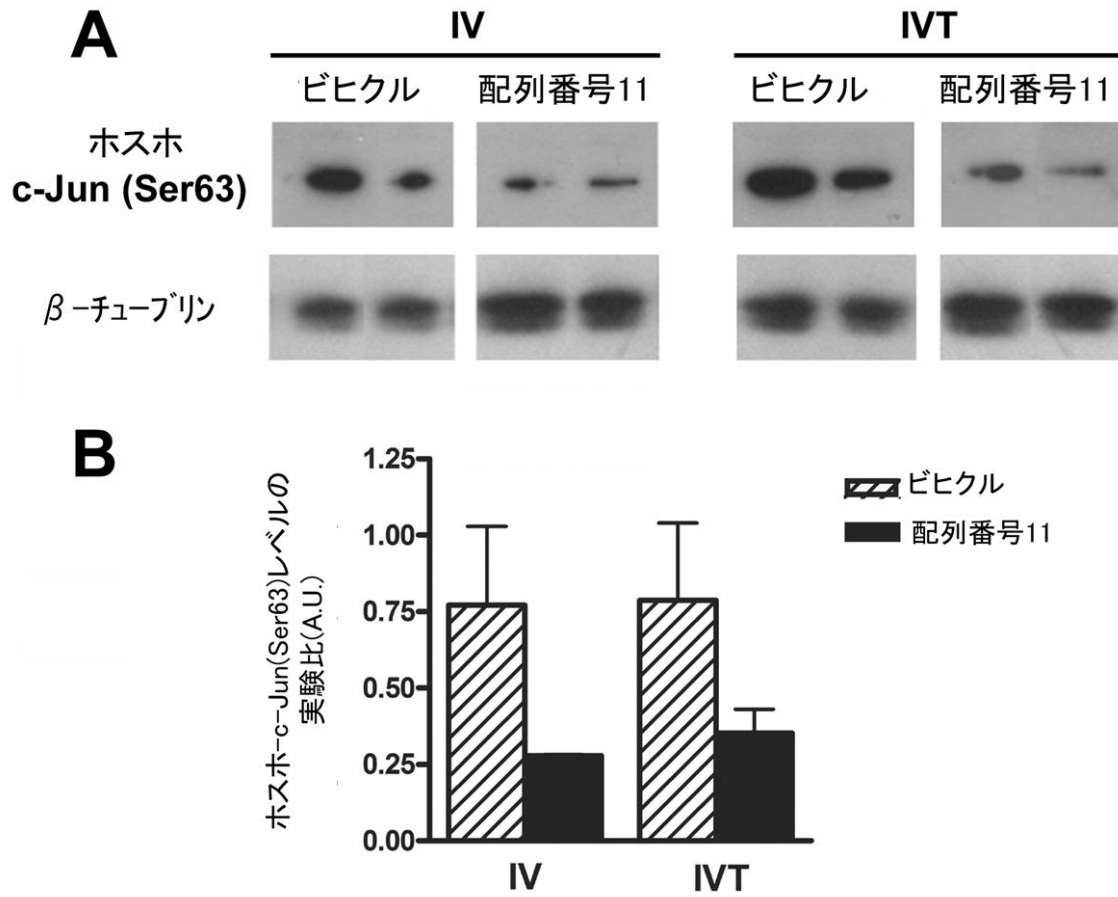 A
IV
IVT
ビヒクル 配列番号11 ビヒクル 配列番号11
ホスホ
c-Jun (Ser63)
β-チューブリン
B
ホスホ-c-Jun(Ser63)レベルの
実験比(A.U.)
1.25
1.00
0.75
0.50
0.25
0.00
IV
IVT
ビヒクル
配列番号11